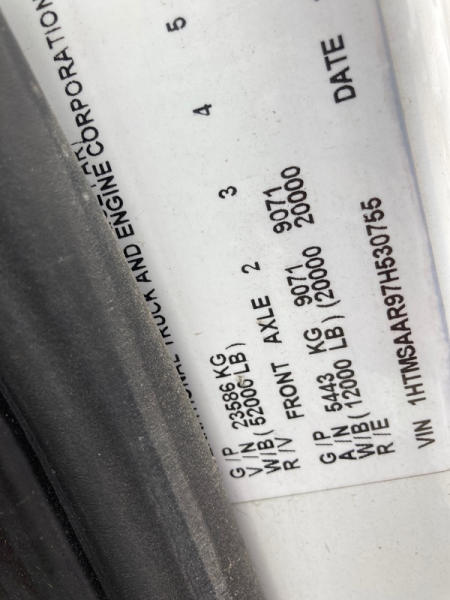 TRUCK AND ENGINE CORPORATION
G/P 23586 KG
V/N
W/B ( 52000 LB )
R/V FRONT AXLE 2 3 4 5
G/P 5443 KG 9071 9071
A/N
W/B ( 12000 LB ) (20000 20000
R/E
DATE
VIN 1HTMSAAR97H530755